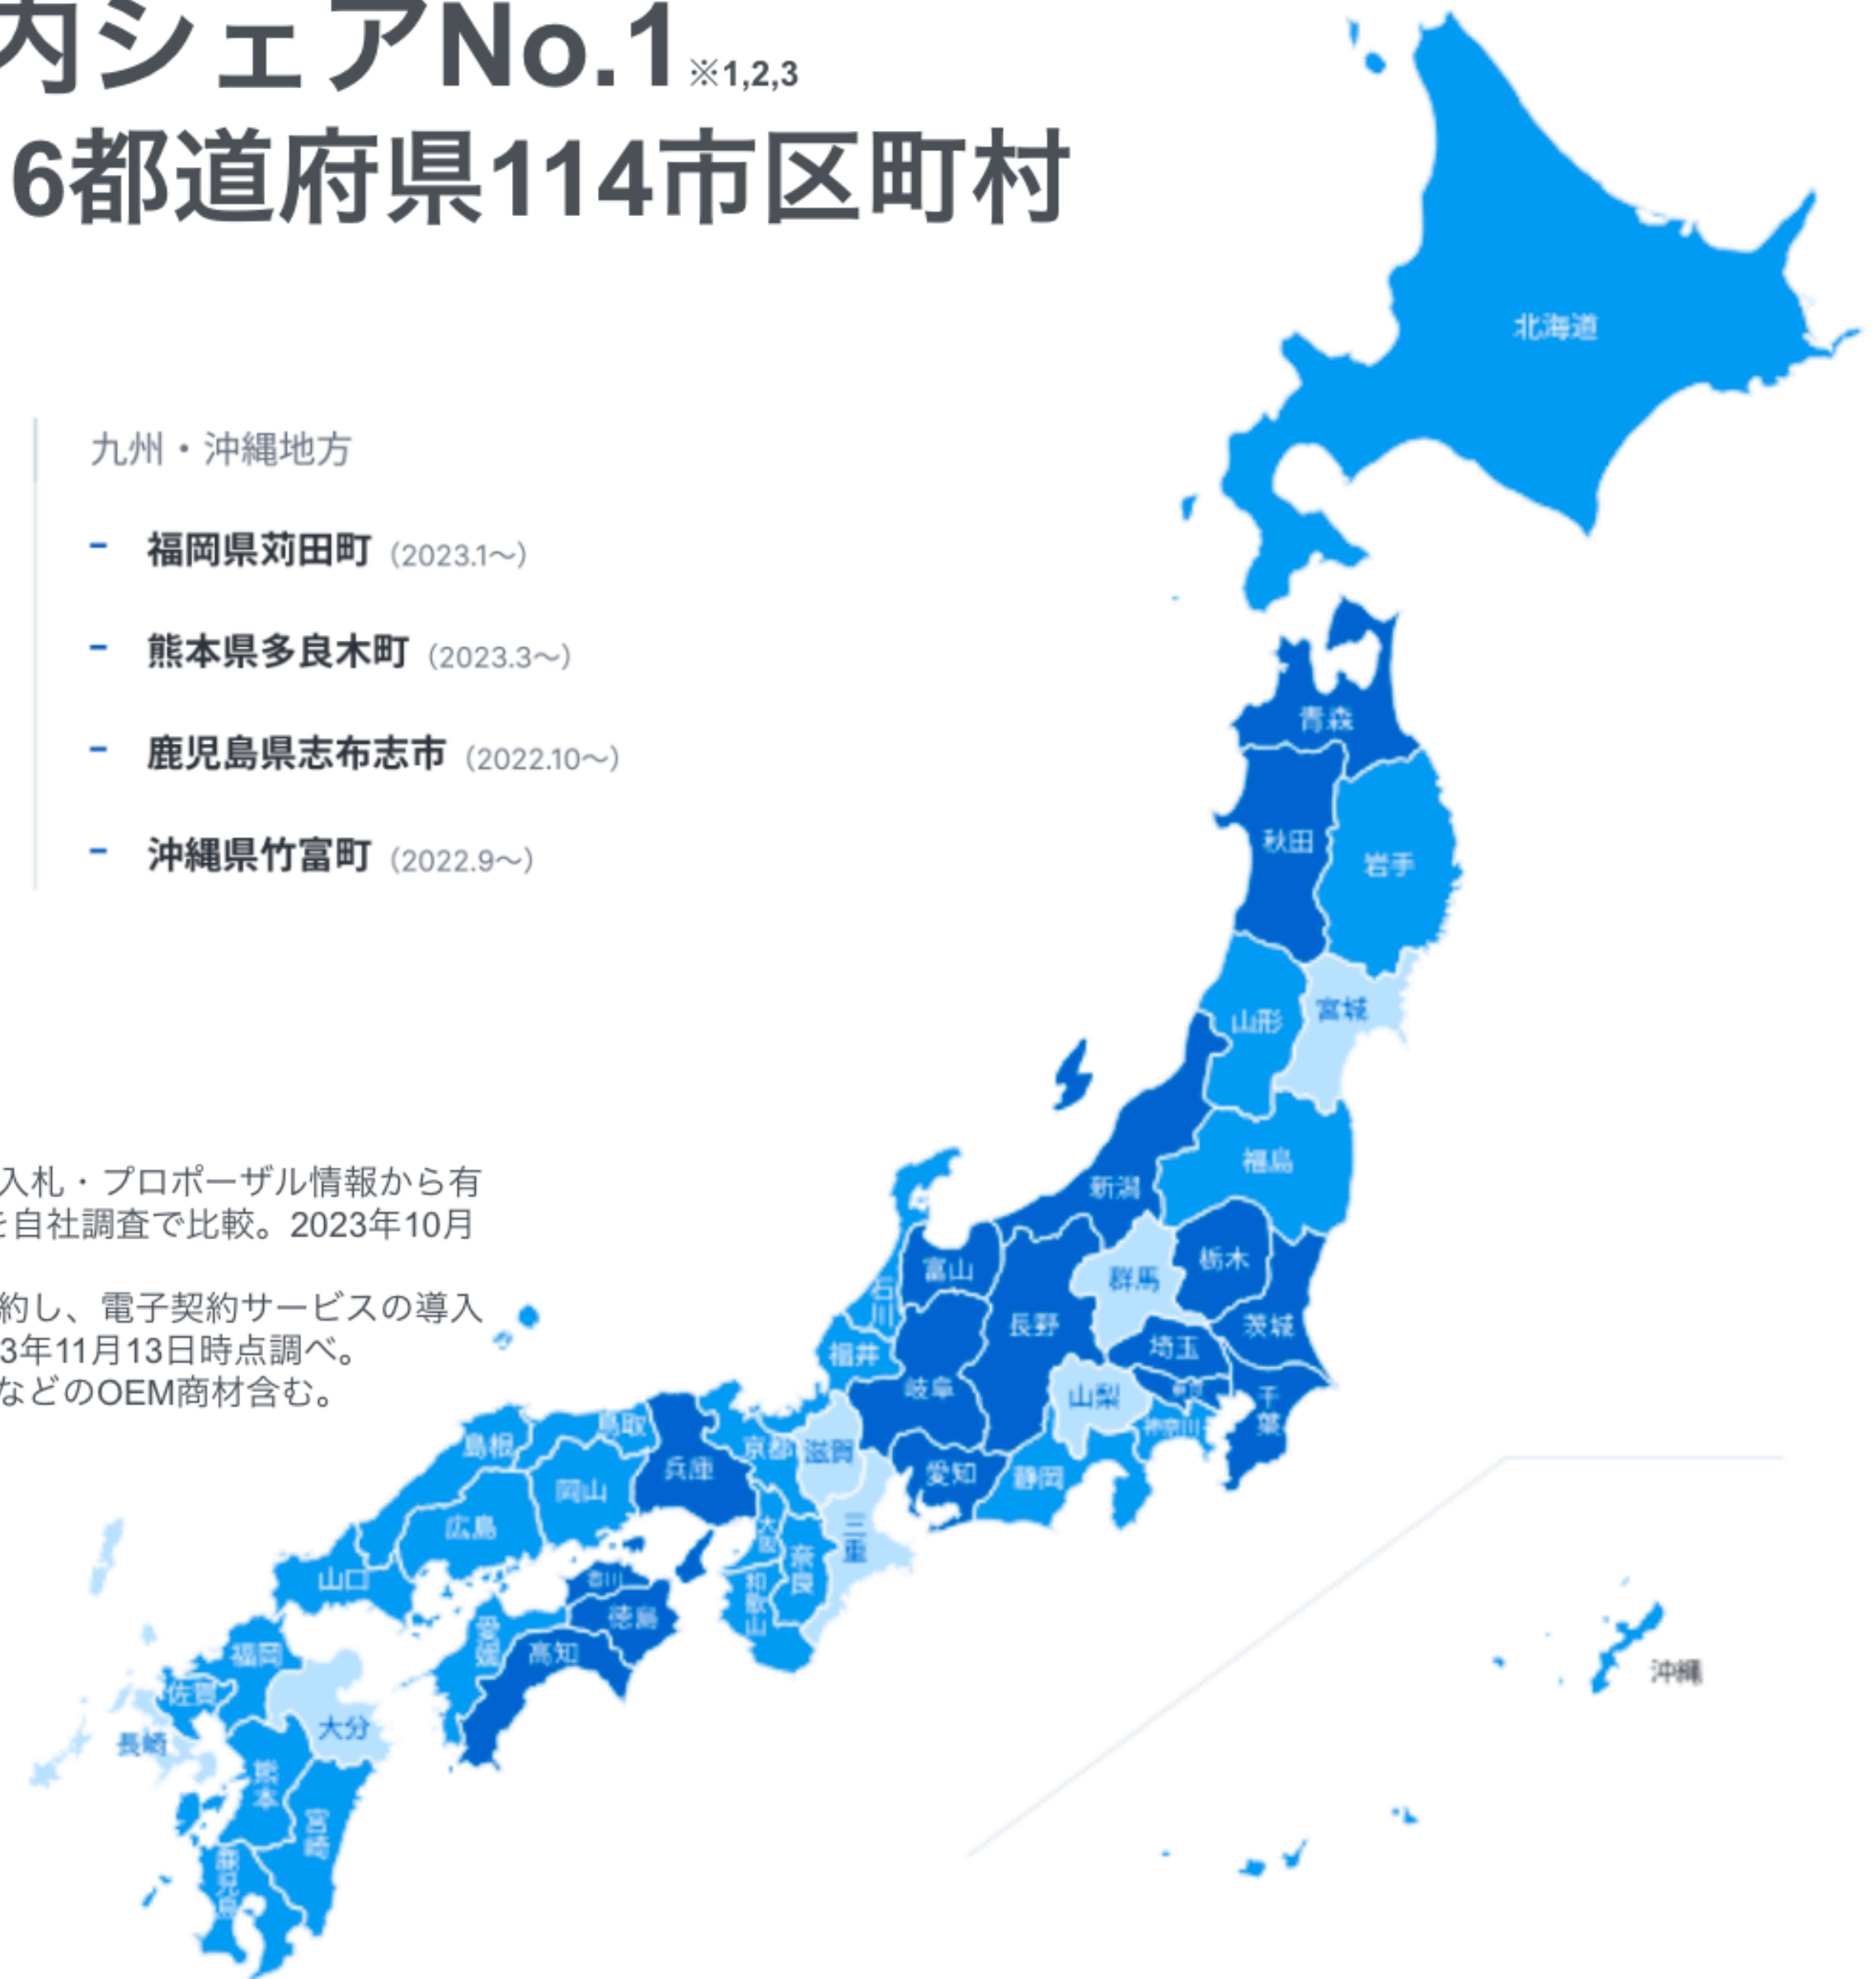 内シェアNo.1 ※1,2,3
6都道府県114市区町村
九州・沖縄地方
- 福岡県苅田町 (2023.1〜)
- 熊本県多良木町 (2023.3〜)
- 鹿児島県志布志市 (2022.10〜)
- 沖縄県竹富町 (2022.9〜)
入札・プロポーザル情報から有
を自社調査で比較。2023年10月
約し、電子契約サービスの導入
3年11月13日時点調べ。
などのOEM商材含む。
北海道
青森
秋田
岩手
山形
宮城
福島
新潟
富山
石川
福井
長野
群馬
栃木
茨城
埼玉
東京
千葉
神奈川
山梨
岐阜
愛知
静岡
滋賀
京都
三重
大阪
奈良
和歌山
兵庫
鳥取
島根
岡山
広島
山口
香川
徳島
愛媛
高知
福岡
佐賀
長崎
大分
熊本
宮崎
鹿児島
沖縄